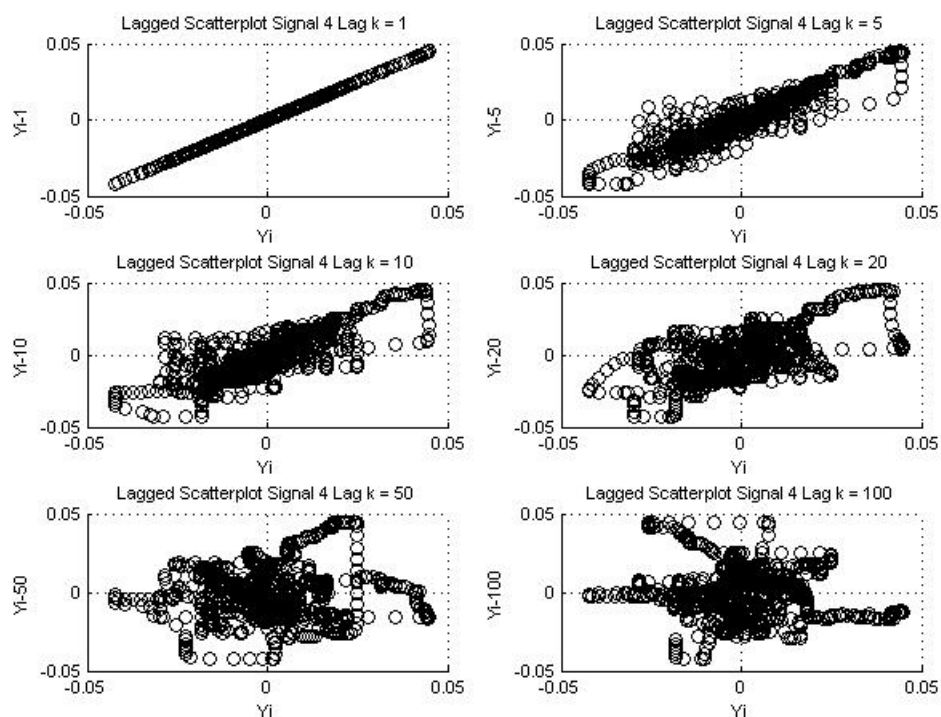 Lagged Scatterplot Signal 4 Lag k = 1
0.05
0
-0.05
Yi-1
-0.05
0
0.05
Yi
Lagged Scatterplot Signal 4 Lag k = 5
0.05
0
-0.05
Yi-5
-0.05
0
0.05
Yi
Lagged Scatterplot Signal 4 Lag k = 10
0.05
0
-0.05
Yi-10
-0.05
0
0.05
Yi
Lagged Scatterplot Signal 4 Lag k = 20
0.05
0
-0.05
Yi-20
-0.05
0
0.05
Yi
Lagged Scatterplot Signal 4 Lag k = 50
0.05
0
-0.05
Yi-50
-0.05
0
0.05
Yi
Lagged Scatterplot Signal 4 Lag k = 100
0.05
0
-0.05
Yi-100
-0.05
0
0.05
Yi